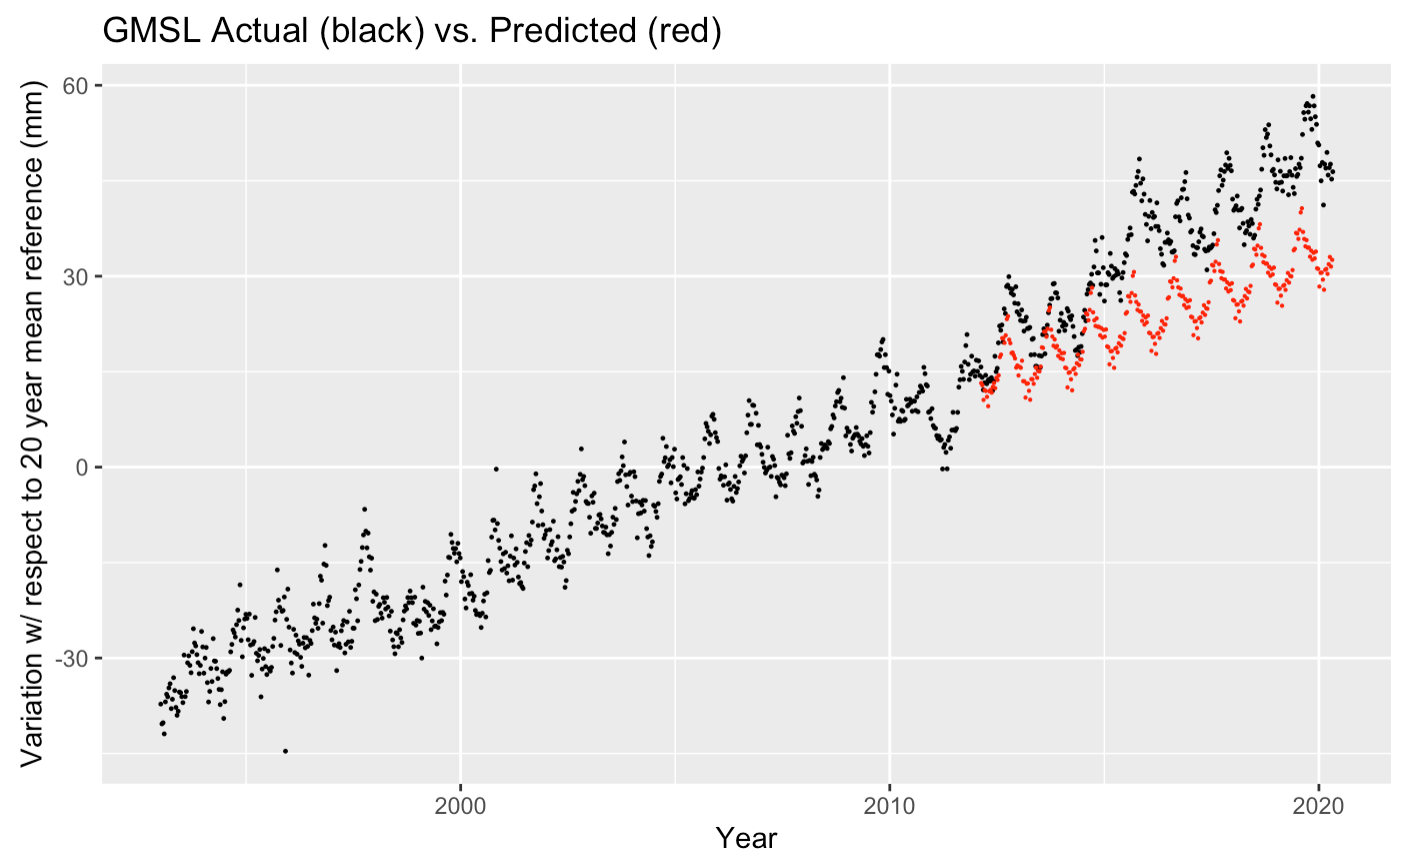 GMSL Actual (black) vs. Predicted (red)
Variation w/ respect to 20 year mean reference (mm)
60
30
0
-30
2000
2010
2020
Year